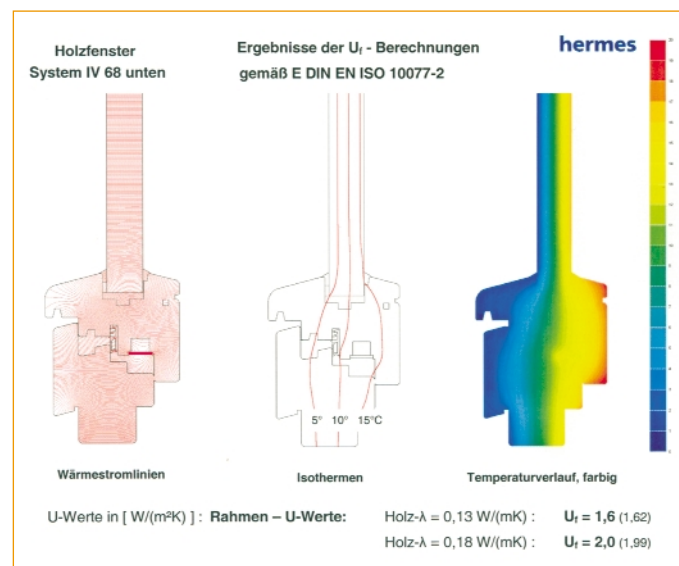 Holzfenster
System IV 68 unten
Ergebnisse der Uf - Berechnungen
gemäß E DIN EN ISO 10077-2
hermes
5° 10° 15°C
Wärmestromlinien
Isothermen
Temperaturverlauf, farbig
U-Werte in [ W/(m²K) ] : Rahmen – U-Werte: Holz-λ = 0,13 W/(mK) : Uf = 1,6 (1,62)
Holz-λ = 0,18 W/(mK) : Uf = 2,0 (1,99)